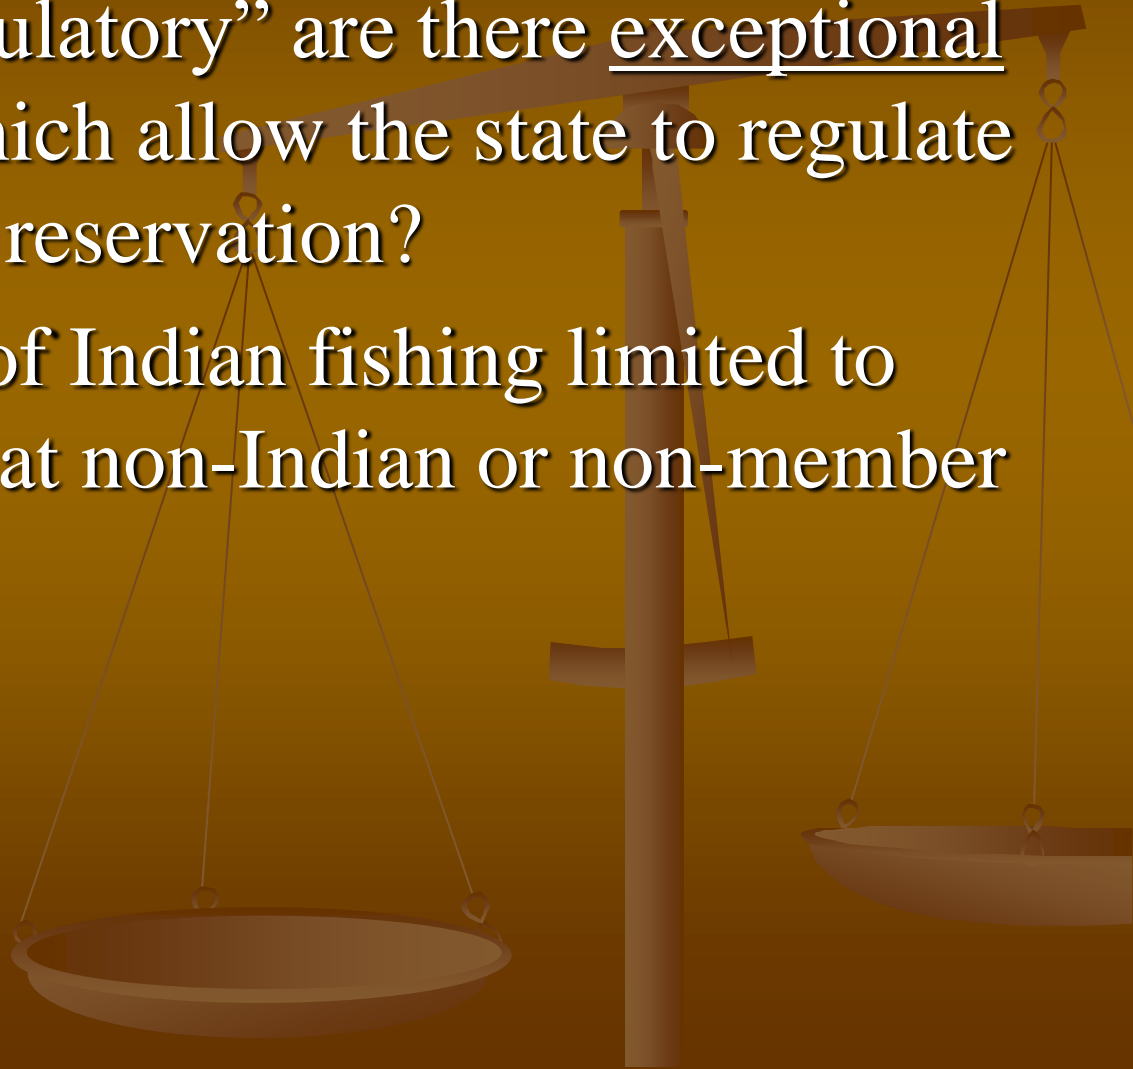 ulatory” are there exceptional
hich allow the state to regulate
reservation?
of Indian fishing limited to
at non-Indian or non-member